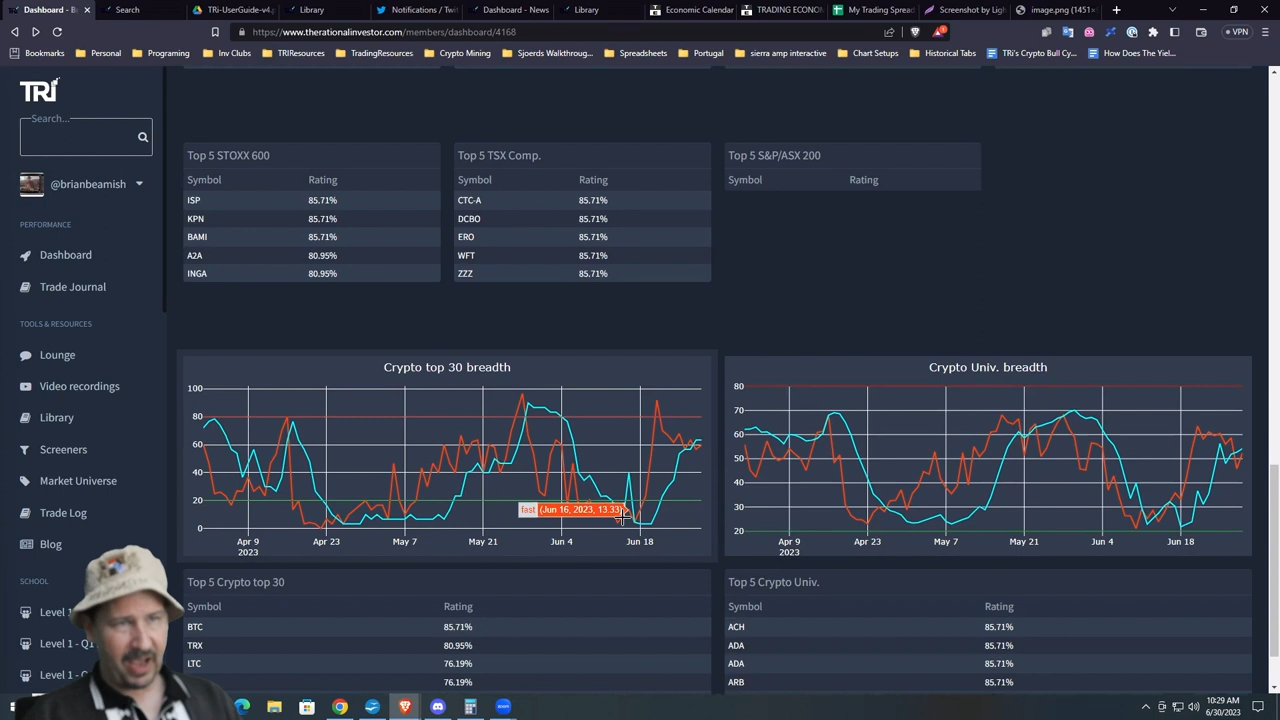 Dashboard - Be
Search
TRi-UserGuide-v4.p
Library
Notifications / Twit
Dashboard - News
Library
Economic Calendar
TRADING ECONO
My Trading Spread
Screenshot by Ligh
image.png (1451×
https://www.therationalinvestor.com/members/dashboard/4168
VPN
Bookmarks
Personal
Programing
Inv Clubs
TRIResources
TradingResources
Crypto Mining
Sjoerds Walkthroug...
Spreadsheets
Portugal
sierra amp interactive
Chart Setups
Historical Tabs
TRi's Crypto Bull Cy...
How Does The Yiel...
TRi
Search...
@brianbeamish
PERFORMANCE
Dashboard
Trade Journal
TOOLS & RESOURCES
Lounge
Video recordings
Library
Screeners
Market Universe
Trade Log
Blog
SCHOOL
Level 1
Level 1 - Q1
Level 1 - Q
Top 5 STOXX 600
Symbol Rating
ISP 85.71%
KPN 85.71%
BAMI 85.71%
A2A 80.95%
INGA 80.95%
Top 5 TSX Comp.
Symbol Rating
CTC-A 85.71%
DCBO 85.71%
ERO 85.71%
WFT 85.71%
ZZZ 85.71%
Top 5 S&P/ASX 200
Symbol Rating
Crypto top 30 breadth
100
80
60
40
20
0
fast (Jun 16, 2023, 13.33)
Apr 9 Apr 23 May 7 May 21 Jun 4 Jun 18
2023
Crypto Univ. breadth
80
70
60
50
40
30
20
Apr 9 Apr 23 May 7 May 21 Jun 4 Jun 18
2023
Top 5 Crypto top 30
Symbol Rating
BTC 85.71%
TRX 80.95%
LTC 76.19%
76.19%
Top 5 Crypto Univ.
Symbol Rating
ACH 85.71%
ADA 85.71%
ADA 85.71%
ARB 85.71%
10:29 AM
6/30/2023